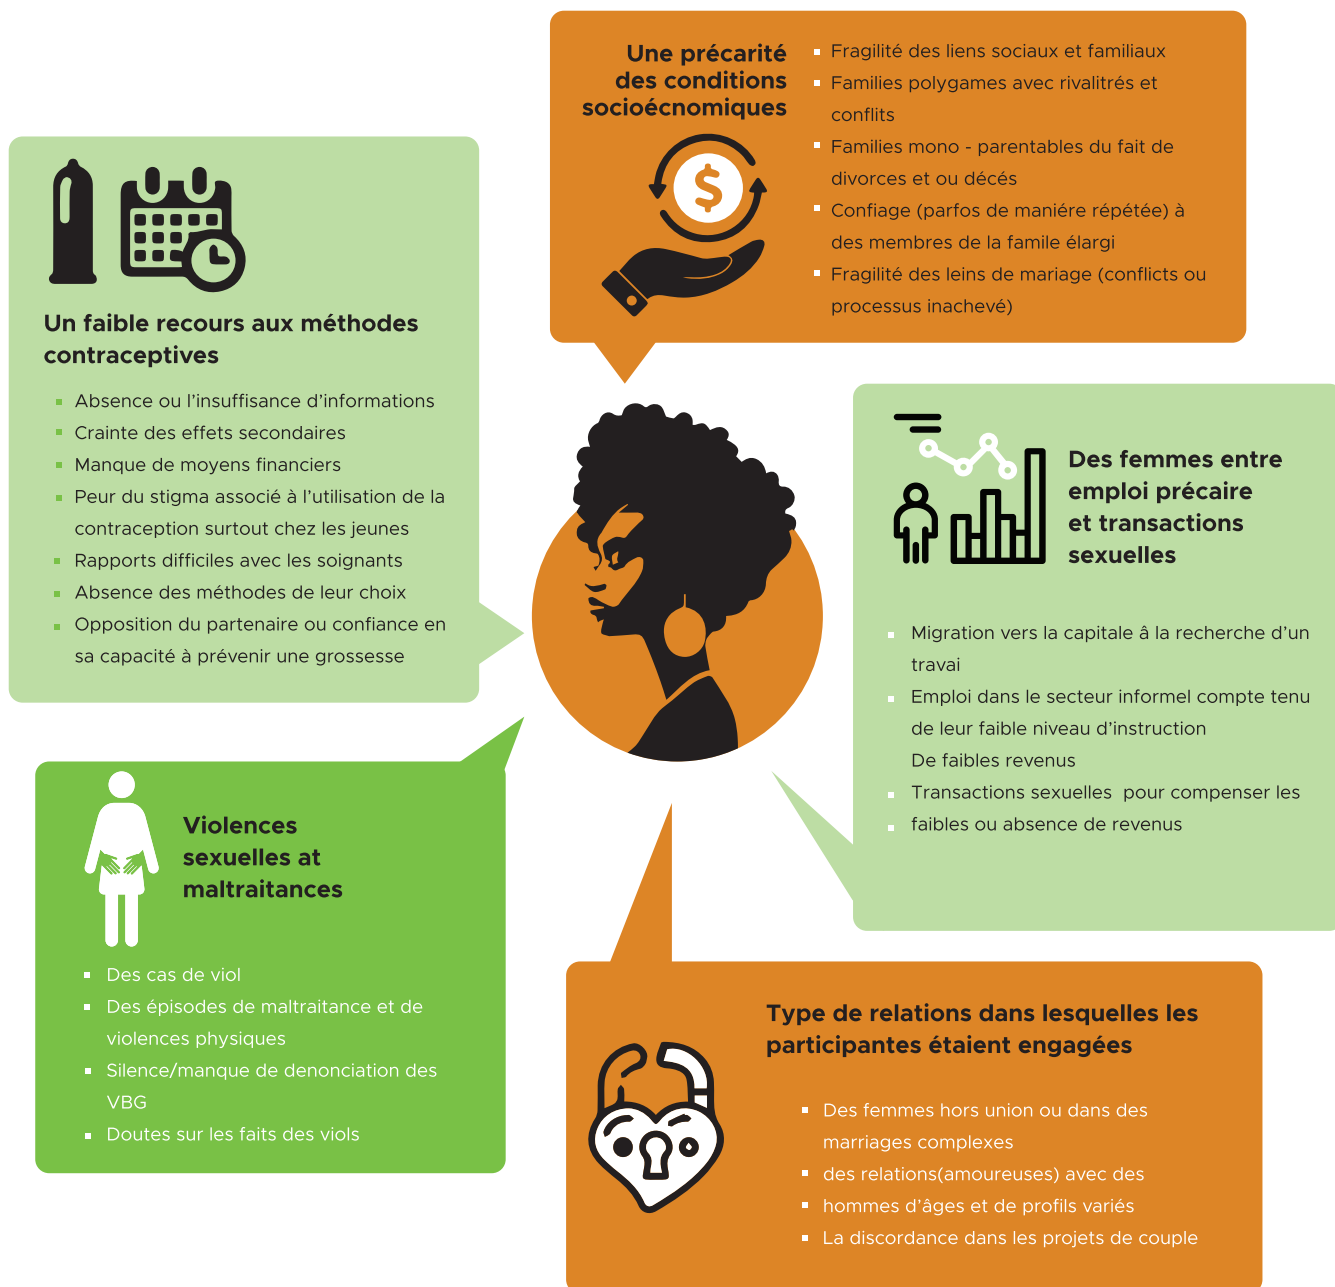 Une précarité
des conditions
socioécnomiques
Fragilité des liens sociaux et familiaux
Families polygames avec rivalitrés et
conflits
Families mono - parentables du fait de
divorces et ou décés
Confiage (parfos de maniére répétée) à
des membres de la famile élargi
Fragilité des leins de mariage (conflicts ou
processus inachevé)
Un faible recours aux méthodes
contraceptives
Absence ou l'insuffisance d'informations
Crainte des effets secondaires
Manque de moyens financiers
Peur du stigma associé à l'utilisation de la
contraception surtout chez les jeunes
Rapports difficiles avec les soignants
Absence des méthodes de leur choix
Opposition du partenaire ou confiance en
sa capacité à prévenir une grossesse
Des femmes entre
emploi précaire
et transactions
sexuelles
Migration vers la capitale â la recherche d'un
travai
Emploi dans le secteur informel compte tenu
de leur faible niveau d'instruction
De faibles revenus
Transactions sexuelles pour compenser les
faibles ou absence de revenus
Violences
sexuelles at
maltraitances
Des cas de viol
Des épisodes de maltraitance et de
violences physiques
Silence/manque de denonciation des
VBG
Doutes sur les faits des viols
Type de relations dans lesquelles les
participantes étaient engagées
Des femmes hors union ou dans des
marriages complexes
des relations(amoureuses) avec des
hommes d'âges et de profils variés
La discordance dans les projets de couple